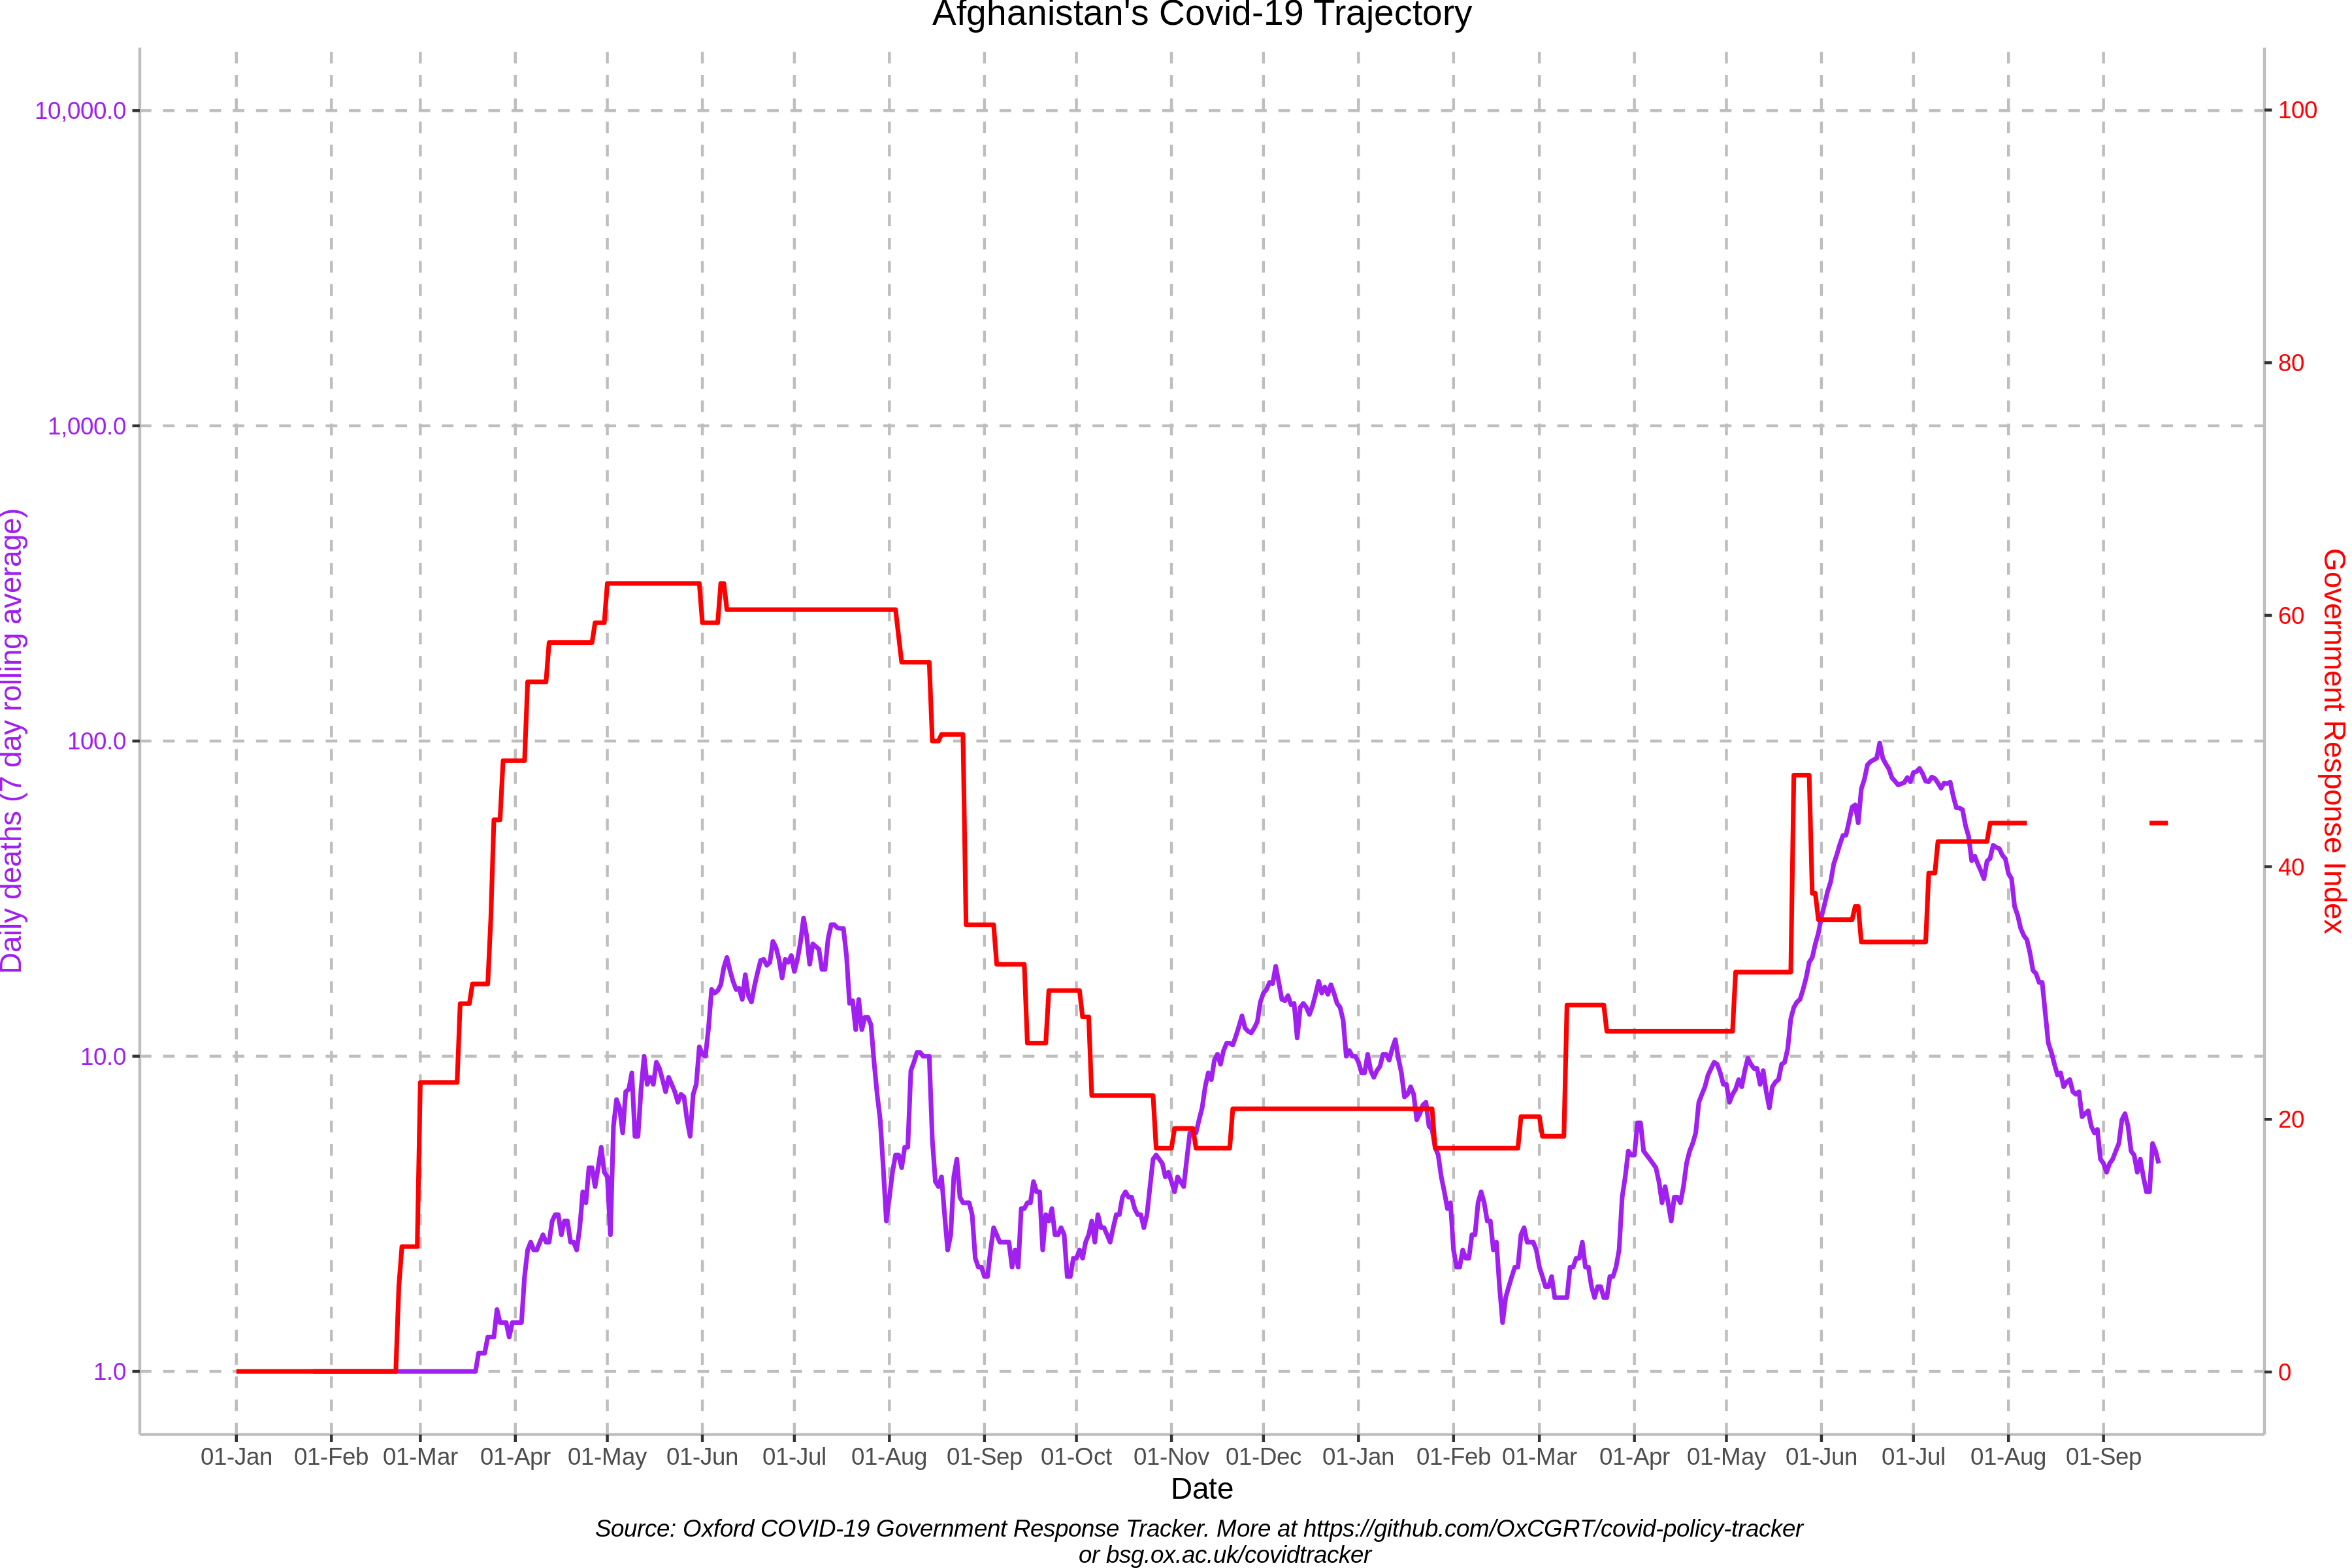 Afghanistan's Covid-19 Trajectory
10,000.0
1,000.0
100.0
10.0
1.0
Daily deaths (7 day rolling average)
100
80
60
40
20
0
Government Response Index
01-Jan 01-Feb 01-Mar 01-Apr 01-May 01-Jun 01-Jul 01-Aug 01-Sep 01-Oct 01-Nov 01-Dec 01-Jan 01-Feb 01-Mar 01-Apr 01-May 01-Jun 01-Jul 01-Aug 01-Sep
Date
Source: Oxford COVID-19 Government Response Tracker. More at https://github.com/OxCGRT/covid-policy-tracker
or bsg.ox.ac.uk/covidtracker